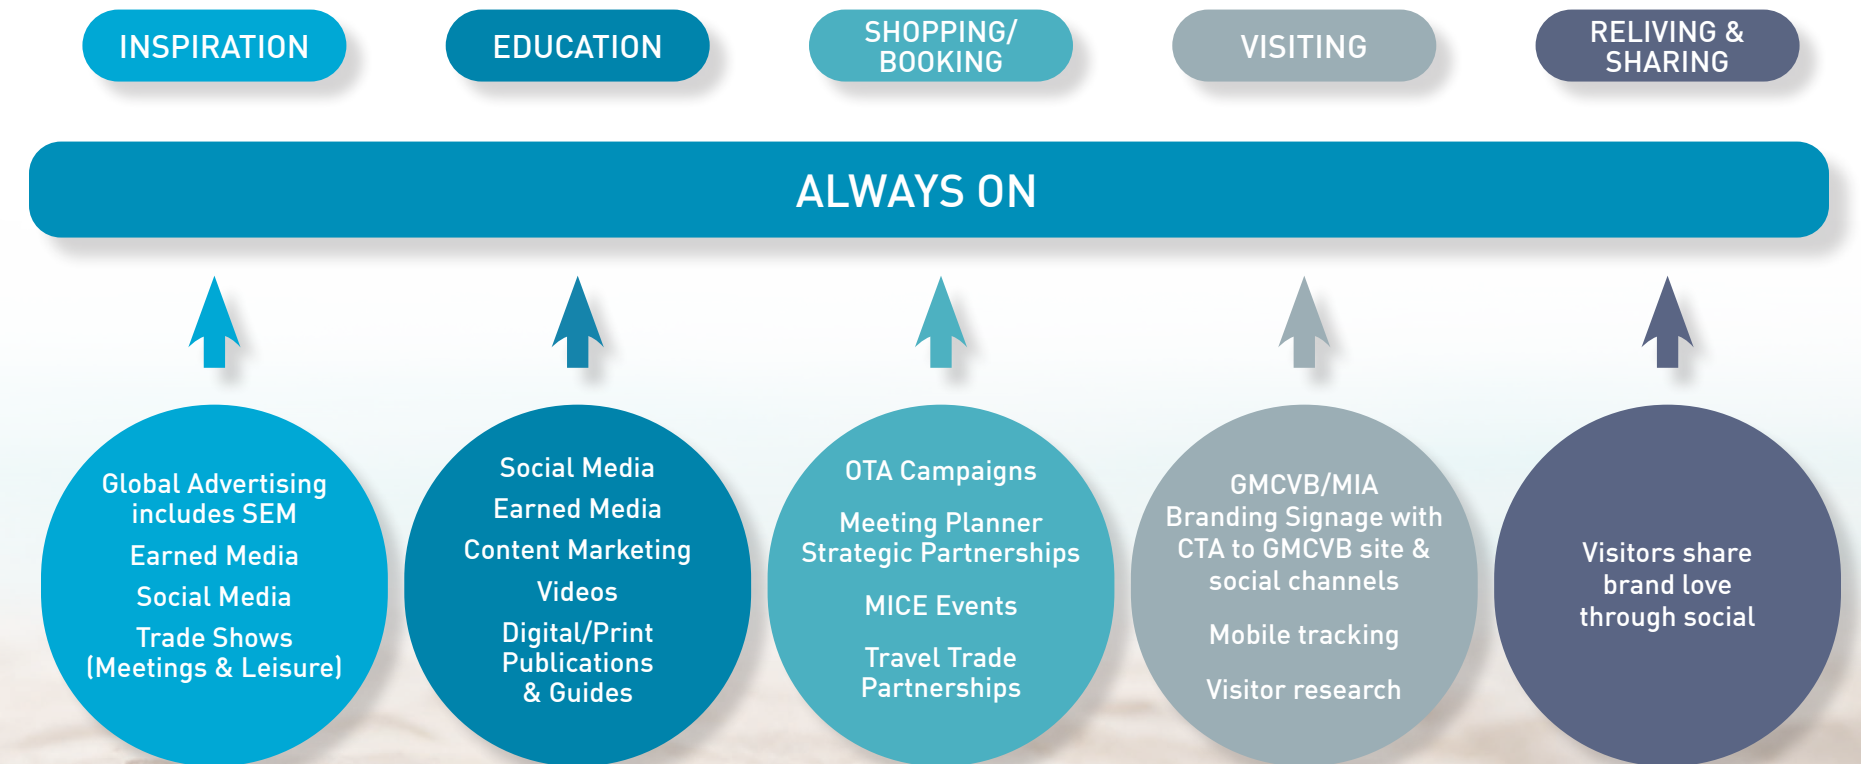 INSPIRATION
EDUCATION
SHOPPING/
BOOKING
VISITING
RELIVING &
SHARING
ALWAYS ON
Global Advertising
includes SEM
Earned Media
Social Media
Trade Shows
(Meetings & Leisure)
Social Media
Earned Media
Content Marketing
Videos
Digital/Print
Publications
& Guides
OTA Campaigns
Meeting Planner
Strategic Partnerships
MICE Events
Travel Trade
Partnerships
GMCVB/MIA
Branding Signage with
CTA to GMCVB site &
social channels
Mobile tracking
Visitor research
Visitors share
brand love
through social